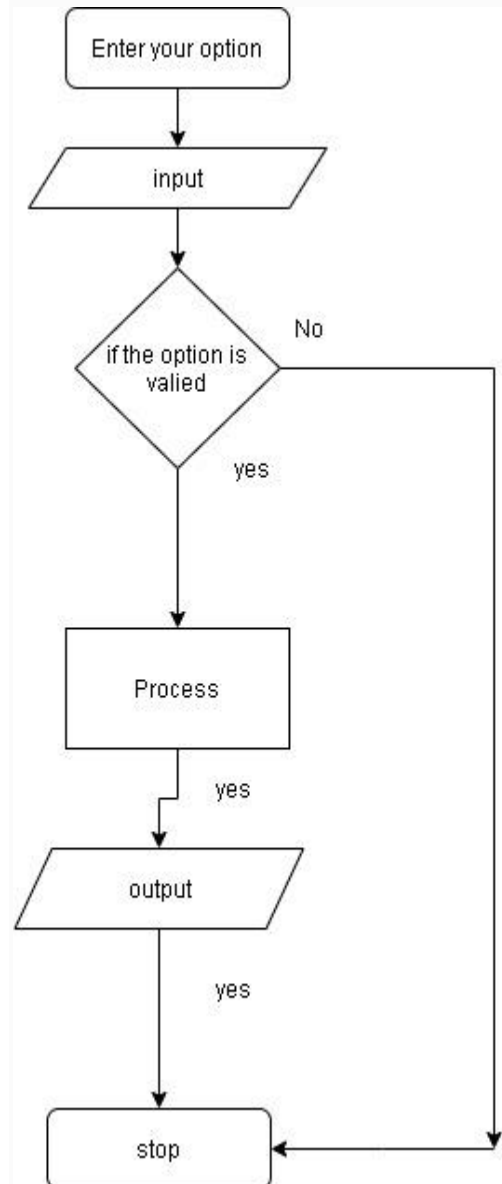 Enter your option
input
No
if the option is
valied
yes
Process
yes
output
yes
stop